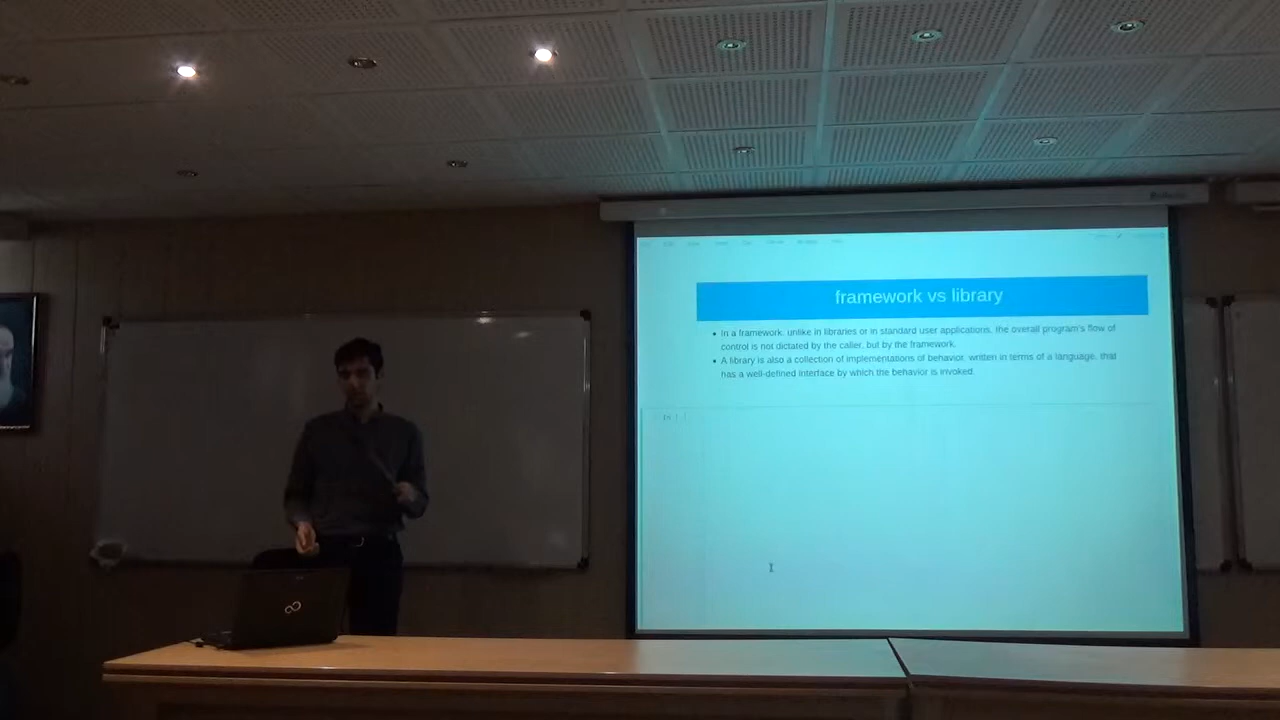 framework vs library
In a framework, unlike in libraries or in standard user applications, the overall program's flow of
control is not dictated by the caller, but by the framework.
A library is also a collection of implementations of behavior, written in terms of a language, that
has a well-defined interface by which the behavior is invoked.